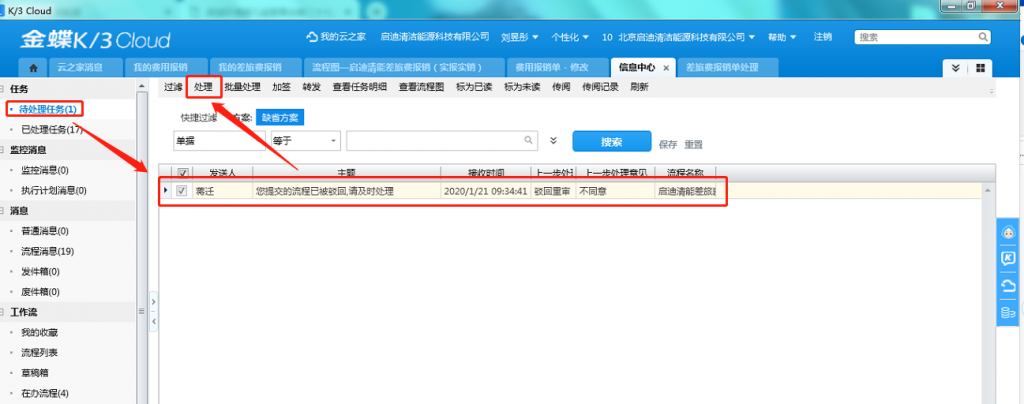 K/3 Cloud
金蝶K/3 Cloud 我的云之家 启迪清洁能源科技有限公司 刘昱彤 个性化 10 北京启迪清洁能源科技有限公司 帮助 注销 搜索
云之家消息 我的费用报销 我的差旅费报销 流程图—启迪清能差旅费报销（实报实销） 费用报销单 - 修改 信息中心 × 差旅费报销单处理
过滤 处理 批量处理 加签 转发 查看任务明细 查看流程图 标为已读 标为未读 传阅 传阅记录 刷新
快捷过滤 方案: 缺省方案
单据 等于 搜索 保存 重置
发送人 主题 接收时间 上一步处理 上一步处理意见 流程名称
蒋迁 您提交的流程已被驳回,请及时处理 2020/1/21 09:34:41 驳回重审 不同意 启迪清能差旅
任务
待处理任务(1)
已处理任务(17)
监控消息
监控消息(0)
执行计划消息(0)
消息
普通消息(0)
流程消息(19)
发件箱(0)
废件箱(0)
工作流
我的收藏
流程列表
草稿箱
在办流程(4)